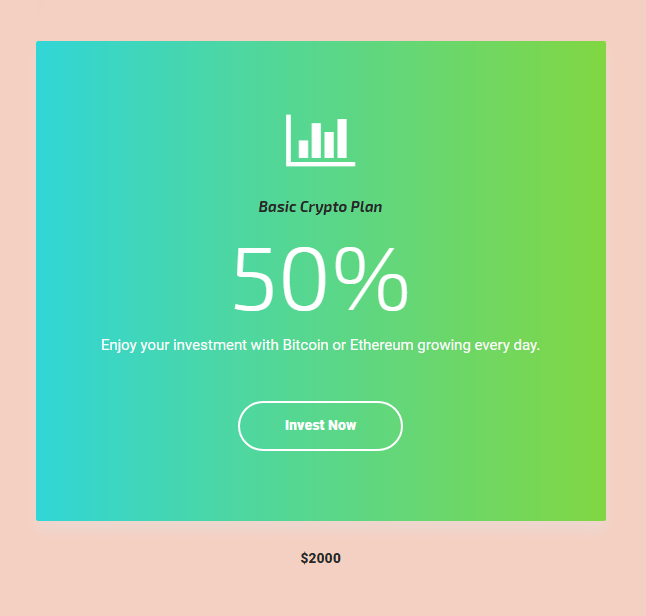 Basic Crypto Plan
50%
Enjoy your investment with Bitcoin or Ethereum growing every day.
Invest Now
$2000